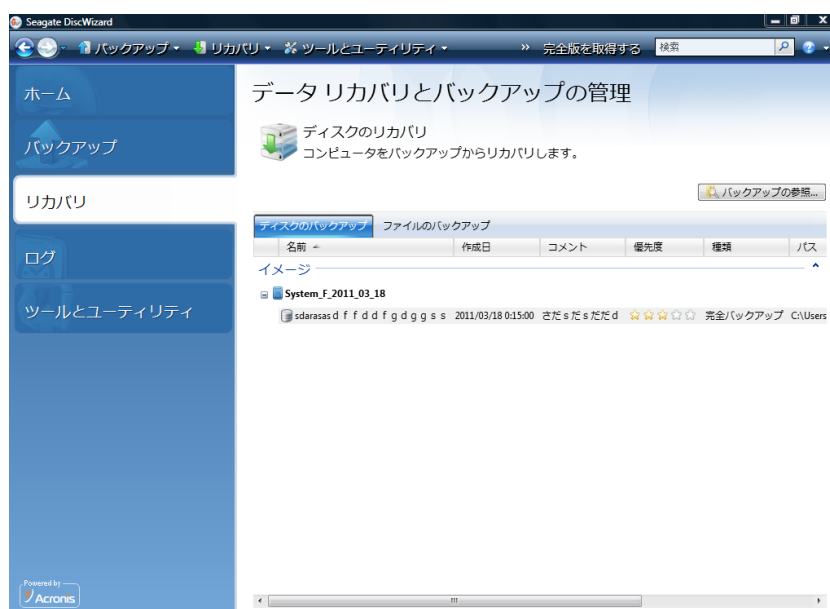 Seagate DiscWizard
バックアップ リカバリ ツールとユーティリティ » 完全版を取得する 検索
ホーム
バックアップ
リカバリ
ログ
ツールとユーティリティ
Powered by
ACRONIS
データ リカバリとバックアップの管理
ディスクのリカバリ
コンピュータをバックアップからリカバリします。
バックアップの参照...
ディスクのバックアップ ファイルのバックアップ
名前 作成日 コメント 優先度 種類 パス
イメージ
System_F_2011_03_18
sdarasasｄｆｆｄｄｆｇｄｇｇｓｓ 2011/03/18 0:15:00 さだｓだｓだだｄ 完全バックアップ C:\Users